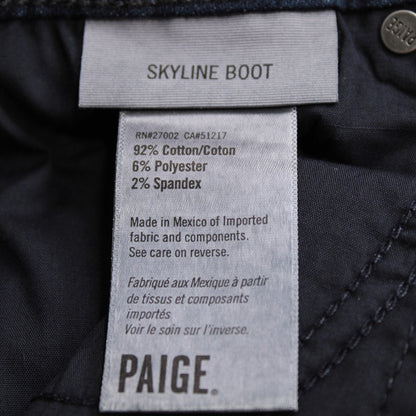 SKYLINE BOOT
RN#27002 CA#51217
92% Cotton/Coton
6% Polyester
2% Spandex
Made in Mexico of Imported
fabric and components.
See care on reverse.
Fabriqué aux Mexique à partir
de tissus et composants
importés
Voir le soin sur l'inverse.
PAIGE®
PAIGE